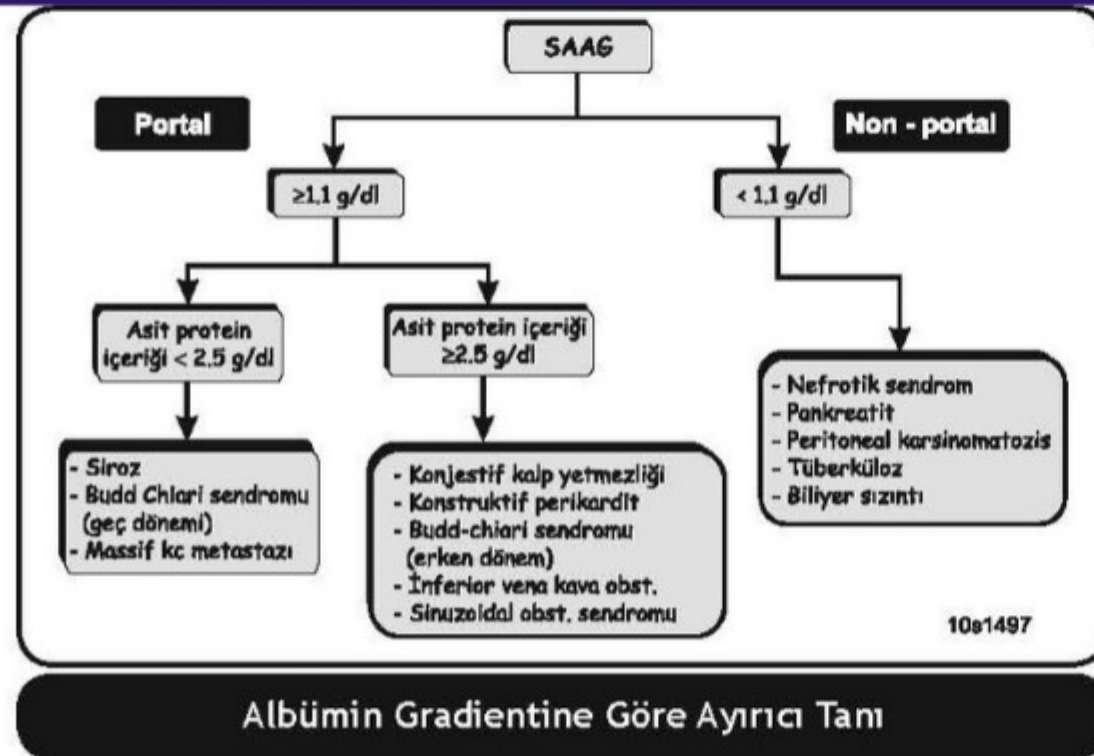 SAAG
Portal
Non - portal
≥1.1 g/dl
< 1.1 g/dl
Asit protein
içeriği < 2.5 g/dl
Asit protein içeriği
≥2.5 g/dl
- Siroz
- Budd Chiari sendromu
(geç dönemi)
- Massif kc metastazı
- Konjestif kalp yetmezliği
- Konstruktif perikardit
- Budd-chiari sendromu
(erken dönem)
- İnferior vena kava obst.
- Sinuzoldal obst. sendromu
- Nefrotik sendrom
- Pankreatit
- Peritoneal karsinomatozis
- Tüberküloz
- Biliyer sızıntı
10s1497
Albümin Gradientine Göre Ayırıcı Tanı